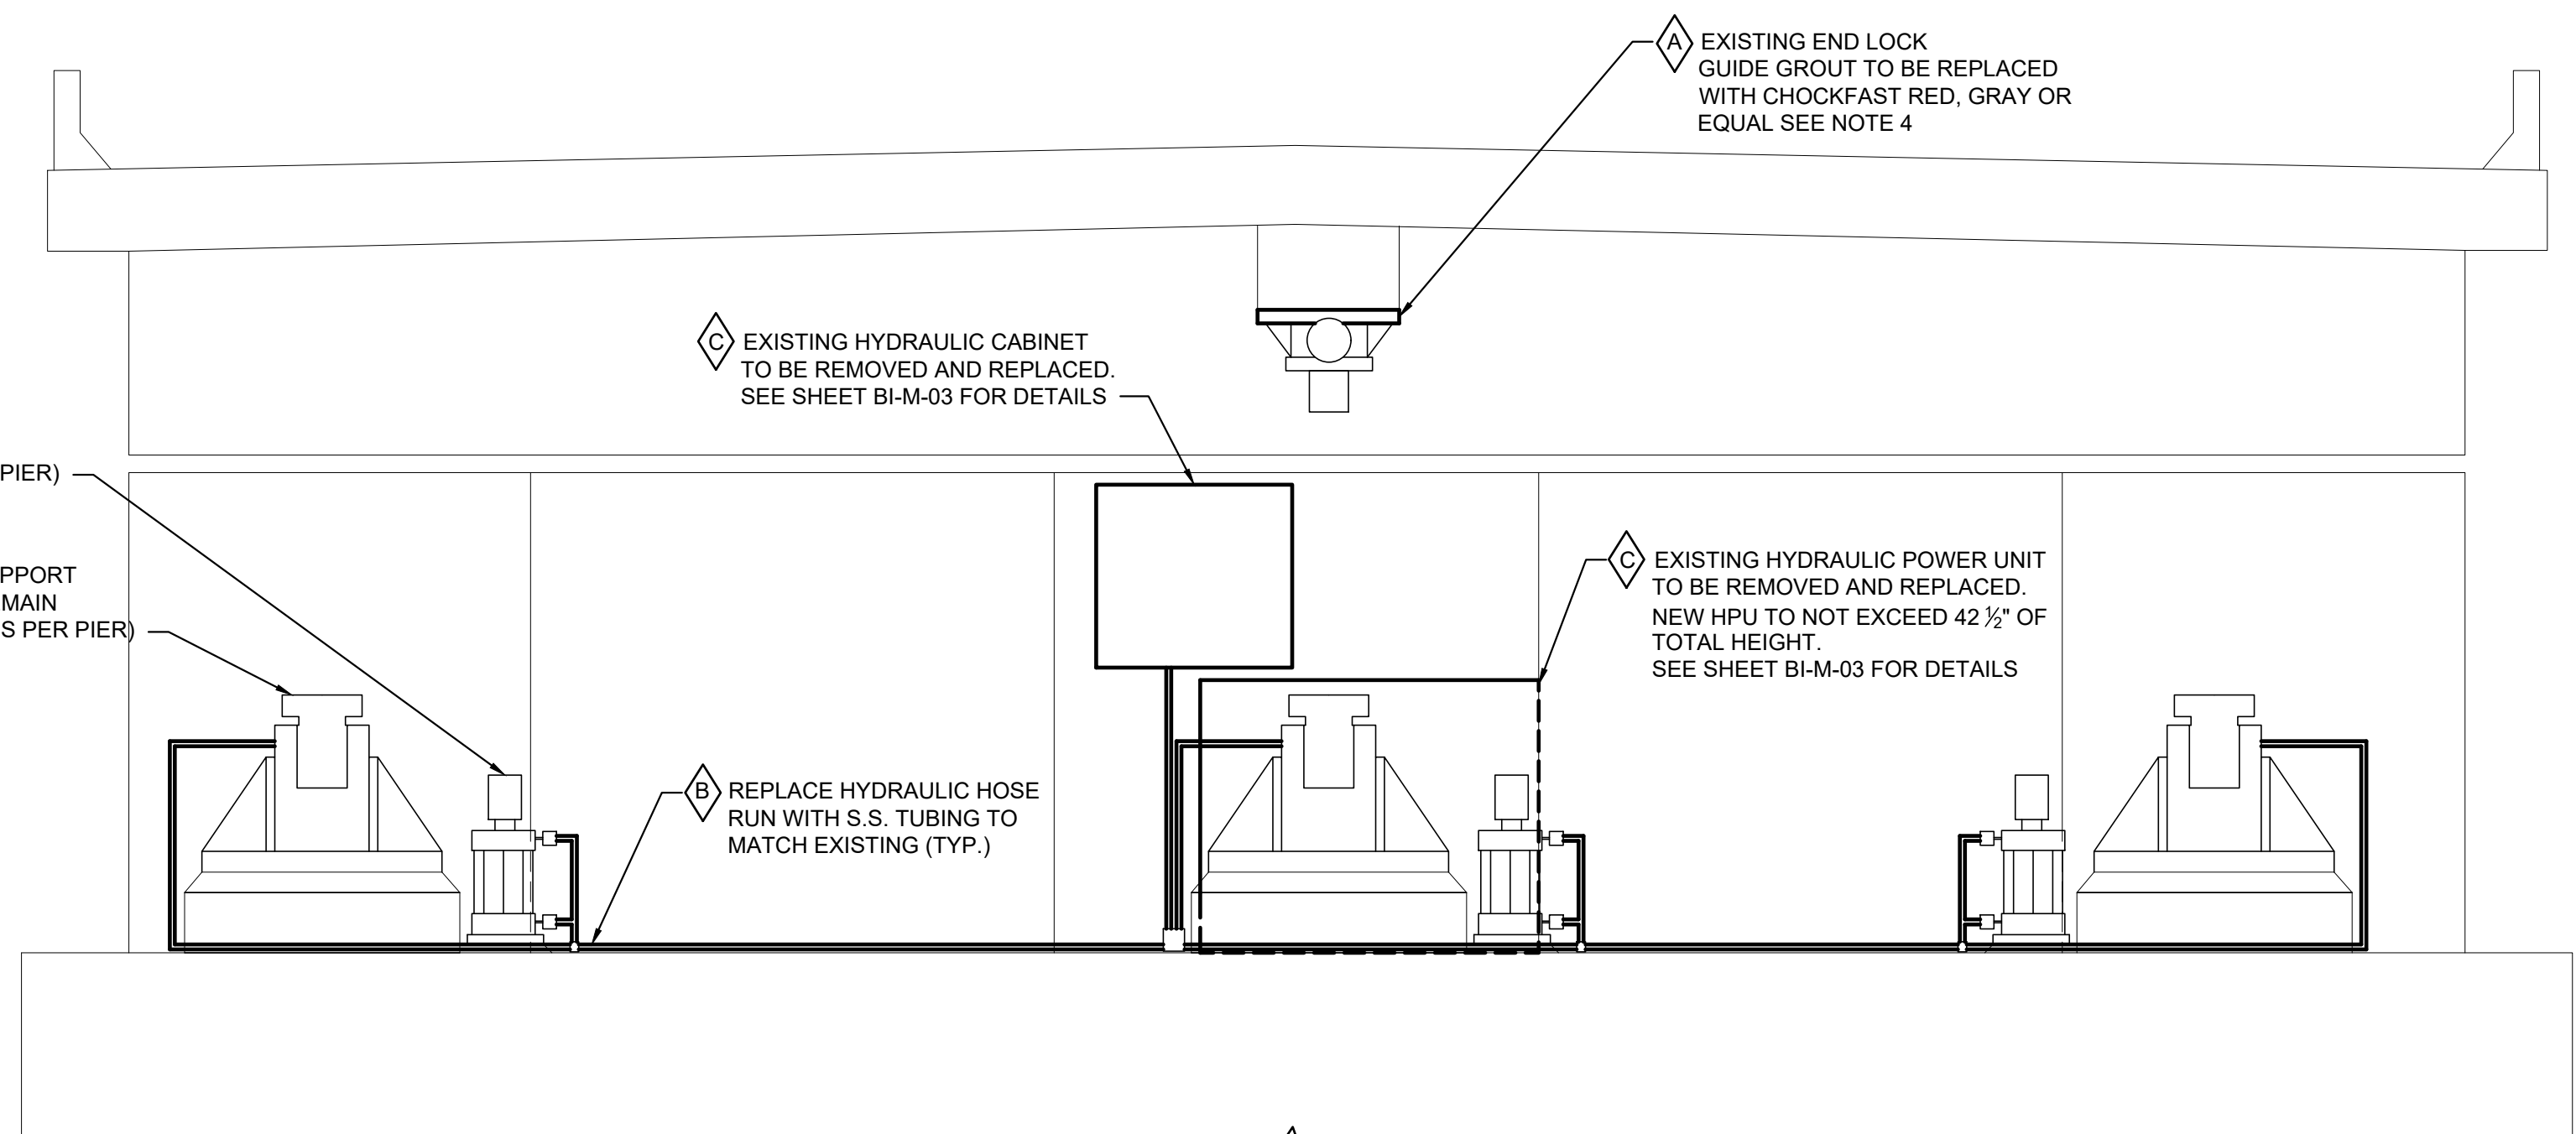 A EXISTING END LOCK
GUIDE GROUT TO BE REPLACED
WITH CHOCKFAST RED, GRAY OR
EQUAL SEE NOTE 4
C EXISTING HYDRAULIC CABINET
TO BE REMOVED AND REPLACED.
SEE SHEET BI-M-03 FOR DETAILS
PIER)
PPORT
MAIN
S PER PIER)
C EXISTING HYDRAULIC POWER UNIT
TO BE REMOVED AND REPLACED.
NEW HPU TO NOT EXCEED 42 ½" OF
TOTAL HEIGHT.
SEE SHEET BI-M-03 FOR DETAILS
B REPLACE HYDRAULIC HOSE
RUN WITH S.S. TUBING TO
MATCH EXISTING (TYP.)